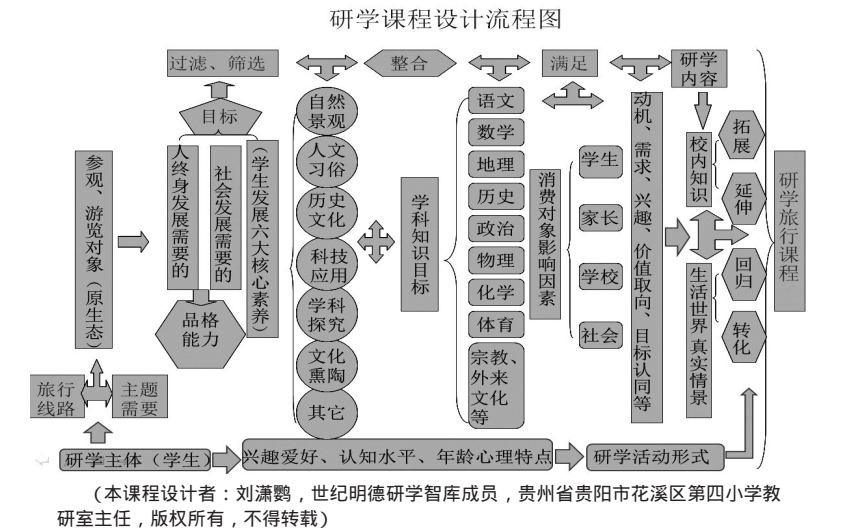 研学课程设计流程图
过滤、筛选
整合
满足
研学
内容
目标
人终身发展需要的
社会发展需要的
（学生发展六大核心素养）
品格
能力
参观、游览对象（原生态）
旅行
线路
主题
需要
自然
景观
人文
习俗
历史
文化
科技
应用
学科
探究
文化
熏陶
其它
学科知识目标
语文
数学
地理
历史
政治
物理
化学
体育
宗教、
外来
文化
等
消费对象影响因素
学生
家长
学校
社会
动机、需求、兴趣、价值取向、目标认同等
校内知识
生活世界 真实情景
拓展
延伸
回归
转化
研学旅行课程
研学主体（学生）
兴趣爱好、认知水平、年龄心理特点
研学活动形式
（本课程设计者：刘潇鹦，世纪明德研学智库成员，贵州省贵阳市花溪区第四小学教
研室主任，版权所有，不得转载）